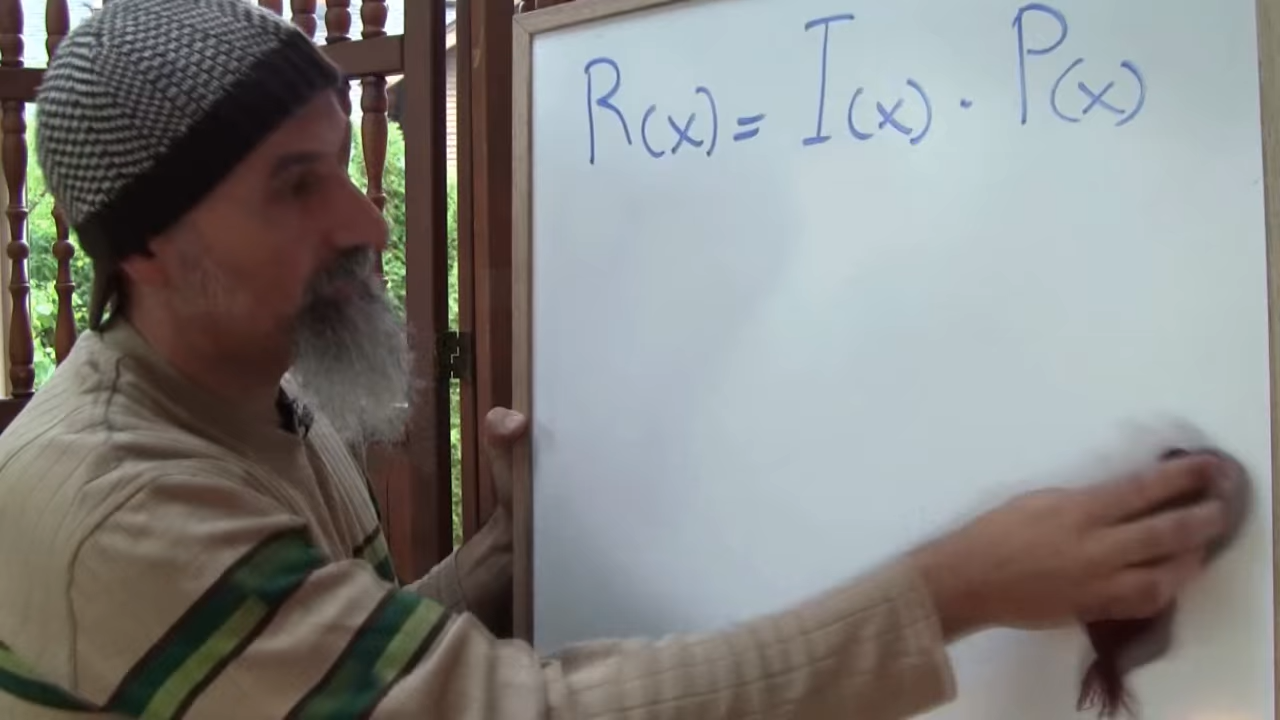 R(x) = I(x) · P(x)